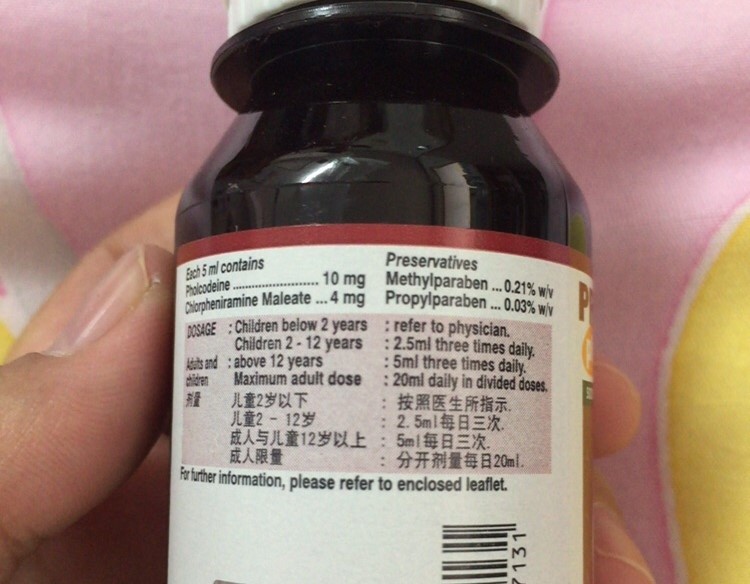 Each 5 ml contains
Pholcodeine ........................ 10 mg
Chlorpheniramine Maleate ... 4 mg
Preservatives
Methylparaben ... 0.21% w/v
Propylparaben ... 0.03% w/v
DOSAGE : Children below 2 years : refer to physician.
Children 2 - 12 years : 2.5ml three times daily.
Adults and children : above 12 years : 5ml three times daily.
Maximum adult dose : 20ml daily in divided doses.
剂量 儿童2岁以下 : 按照医生所指示.
儿童2 - 12岁 : 2.5ml每日三次.
成人与儿童12岁以上 : 5ml每日三次.
成人限量 : 分开剂量每日20ml.
For further information, please refer to enclosed leaflet.
7131